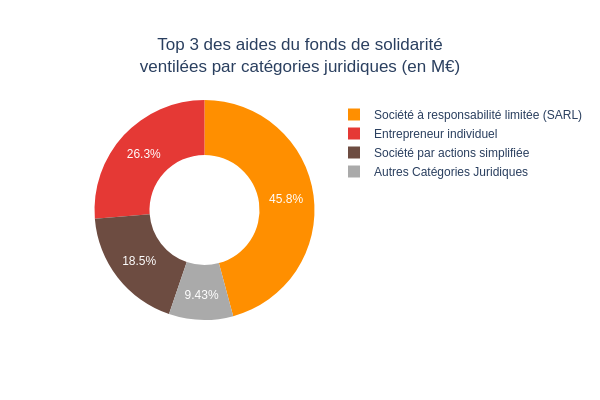 Top 3 des aides du fonds de solidarité
ventilées par catégories juridiques (en M€)
Société à responsabilité limitée (SARL)
Entrepreneur individuel
Société par actions simplifiée
Autres Catégories Juridiques
26.3%
45.8%
18.5%
9.43%